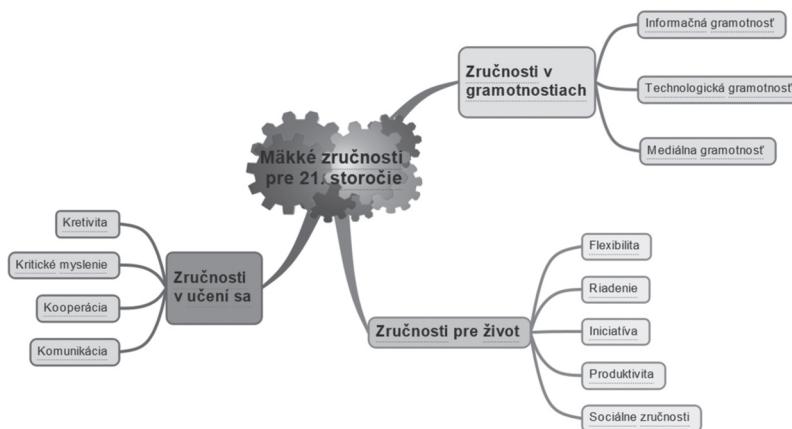 Mäkké zručnosti
pre 21. storočie
Zručnosti v
gramotnostiach
Informačná gramotnosť
Technologická gramotnosť
Mediálna gramotnosť
Zručnosti
v učení sa
Kretivita
Kritické myslenie
Kooperácia
Komunikácia
Zručnosti pre život
Flexibilita
Riadenie
Iniciatíva
Produktivita
Sociálne zručnosti